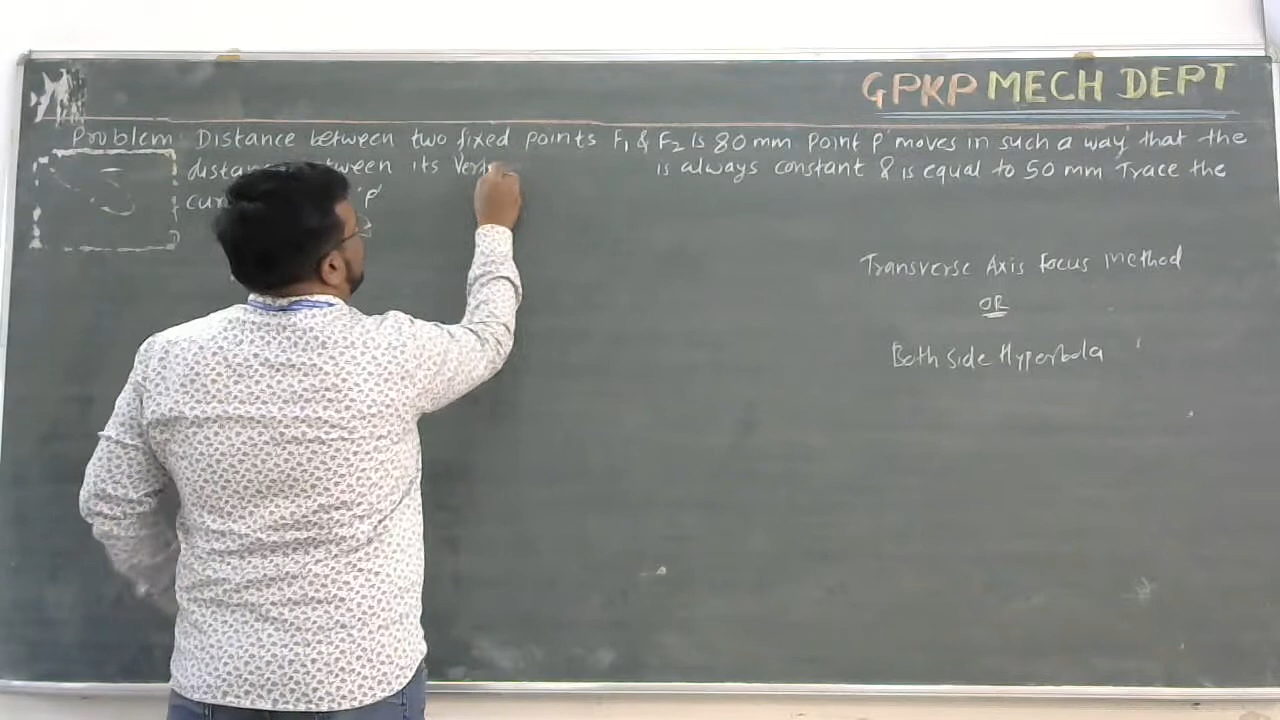 GPKP MECH DEPT
Problem: Distance between two fixed points F1 & F2 is 80 mm Point 'P' moves in such a way that the
between its is always constant & is equal to 50 mm Trace the
'P'
Transverse Axis Focus Method
OR
Both side Hyperbola